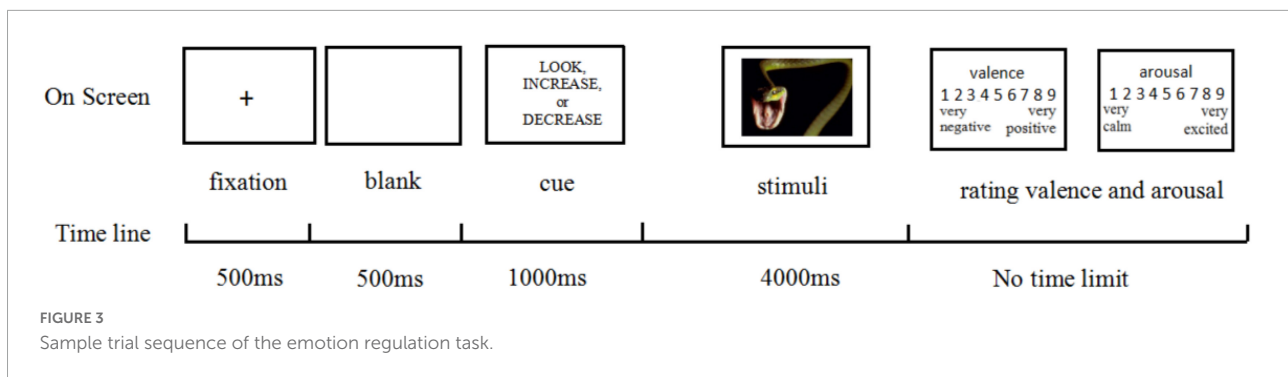 On Screen
+
LOOK,
INCREASE,
or
DECREASE
valence
1 2 3 4 5 6 7 8 9
very very
negative positive
arousal
1 2 3 4 5 6 7 8 9
very very
calm excited
fixation blank cue stimuli rating valence and arousal
Time line
500ms 500ms 1000ms 4000ms No time limit
FIGURE 3
Sample trial sequence of the emotion regulation task.